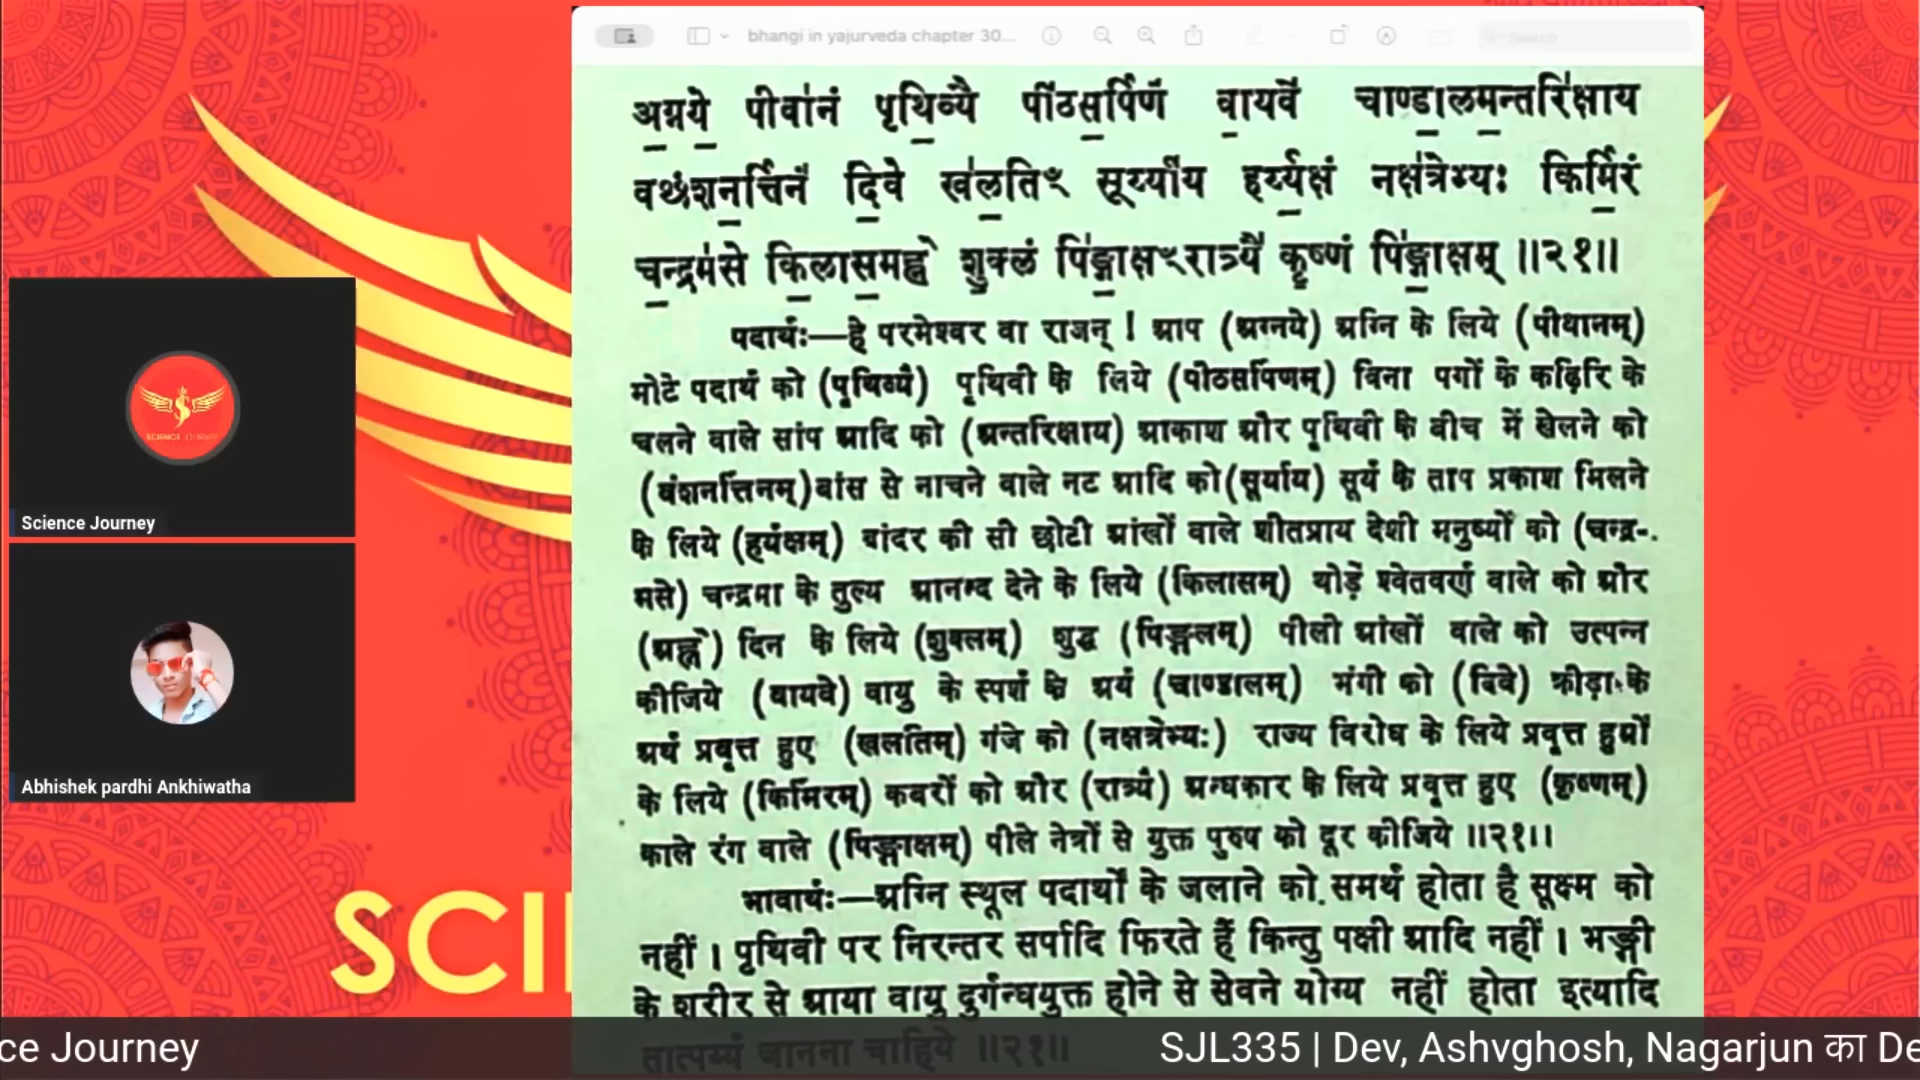 bhangi in yajurveda chapter 30...
Search
अग्नये पीवानं पृथिव्यै पीठसर्पिणं वायवे चाण्डालमन्तरिक्षाय
वꣳशनर्त्तिनं दिवे खलतिꣳ सूर्य्याय हर्य्यक्षं नक्षत्रेभ्यः किर्मिरं
चन्द्रमसे किलासमह्ने शुक्लं पिङ्गाक्षꣳरात्र्यै कृष्णं पिङ्गाक्षम् ॥२१॥
पदार्थः—हे परमेश्वर वा राजन् ! आप (अग्नये) अग्नि के लिये (पीवानम्)
मोटे पदार्थ को (पृथिव्यै) पृथिवी के लिये (पीठसर्पिणम्) विना पगों के कढ़िरि के
चलने वाले सांप आदि को (अन्तरिक्षाय) आकाश और पृथिवी के बीच में खेलने को
(वंशनर्त्तिनम्)बांस से नाचने वाले नट आदि को(सूर्याय) सूर्य के ताप प्रकाश मिलने
के लिये (हर्यक्षम्) बांदर की सी छोटी आंखों वाले शीतप्राय देशी मनुष्यों को (चन्द्र-
मसे) चन्द्रमा के तुल्य आनन्द देने के लिये (किलासम्) थोड़े श्वेतवर्ण वाले को और
(अह्ने) दिन के लिये (शुक्लम्) शुद्ध (पिङ्गलम्) पीली आंखों वाले को उत्पन्न
कीजिये (वायवे) वायु के स्पर्श के अर्थ (चाण्डालम्) भंगी को (दिवे) क्रीड़ा के
अर्थ प्रवृत्त हुए (खलतिम्) गंजे को (नक्षत्रेभ्यः) राज्य विरोध के लिये प्रवृत्त हुओं
के लिये (किर्मिरम्) कबरों को और (रात्र्यै) अन्धकार के लिये प्रवृत्त हुए (कृष्णम्)
काले रंग वाले (पिङ्गाक्षम्) पीले नेत्रों से युक्त पुरुष को दूर कीजिये ॥२१॥
भावार्थः—अग्नि स्थूल पदार्थों के जलाने को समर्थ होता है सूक्ष्म को
नहीं । पृथिवी पर निरन्तर सर्पादि फिरते हैं किन्तु पक्षी आदि नहीं । भङ्गी
के शरीर से आया वायु दुर्गन्धयुक्त होने से सेवने योग्य नहीं होता इत्यादि
तात्पर्य्य जानना चाहिये ॥२१॥
SCIENCE JOURNEY
Science Journey
Abhishek pardhi Ankhiwatha
SCI
ce Journey
SJL335 | Dev, Ashvghosh, Nagarjun का De